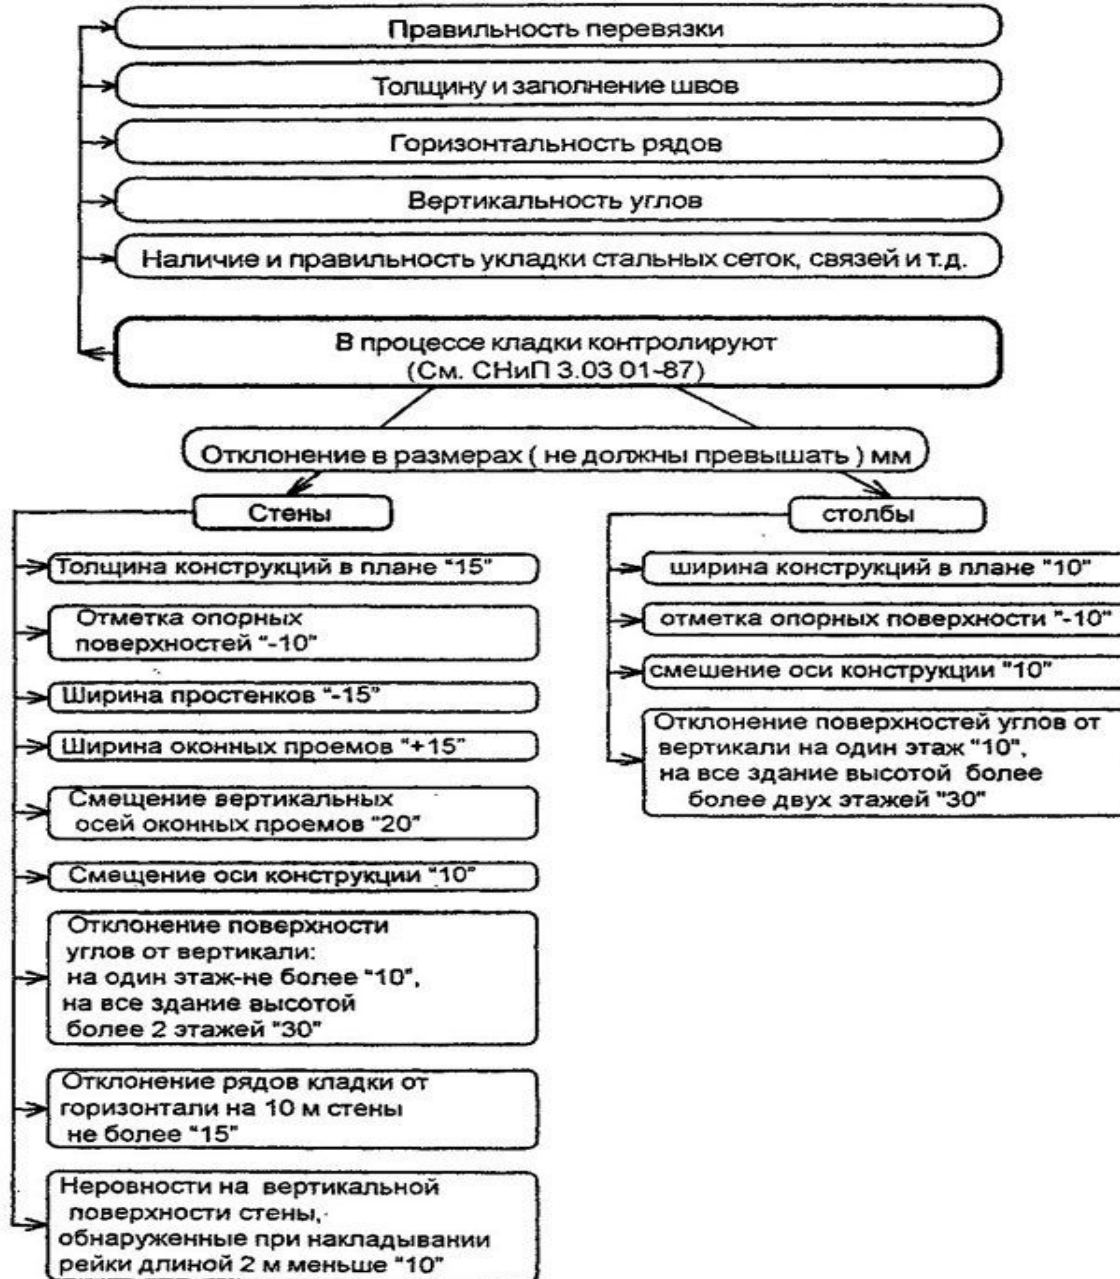 Правильность перевязки
Толщину и заполнение швов
Горизонтальность рядов
Вертикальность углов
Наличие и правильность укладки стальных сеток, связей и т.д.
В процессе кладки контролируют
(См. СНиП 3.03 01-87)
Отклонение в размерах ( не должны превышать ) мм
Стены
Толщина конструкций в плане "15"
Отметка опорных
поверхностей "-10"
Ширина простенков "-15"
Ширина оконных проемов "+15"
Смещение вертикальных
осей оконных проемов "20"
Смещение оси конструкции "10"
Отклонение поверхности
углов от вертикали:
на один этаж-не более "10",
на все здание высотой
более 2 этажей "30"
Отклонение рядов кладки от
горизонтали на 10 м стены
не более "15"
Неровности на вертикальной
поверхности стены,
обнаруженные при накладывании
рейки длиной 2 м меньше "10"
столбы
ширина конструкций в плане "10"
отметка опорных поверхности "-10"
смешение оси конструкции "10"
Отклонение поверхностей углов от
вертикали на один этаж "10",
на все здание высотой более
более двух этажей "30"